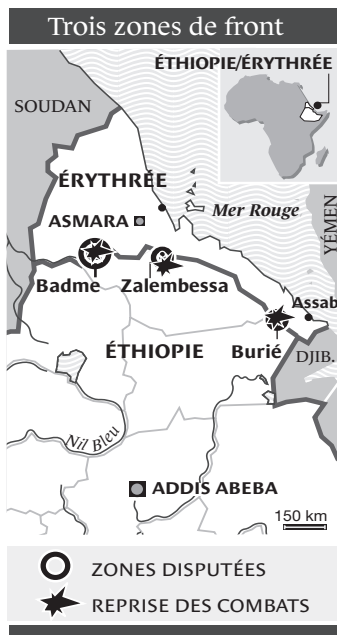 Trois zones de front
ÉTHIOPIE/ÉRYTHRÉE
SOUDAN
ÉRYTHRÉE
ASMARA
Mer Rouge
YÉMEN
Badme
Zalembessa
Assab
ÉTHIOPIE
Burié
DJIB.
Nil Bleu
ADDIS ABEBA
150 km
ZONES DISPUTÉES
REPRISE DES COMBATS